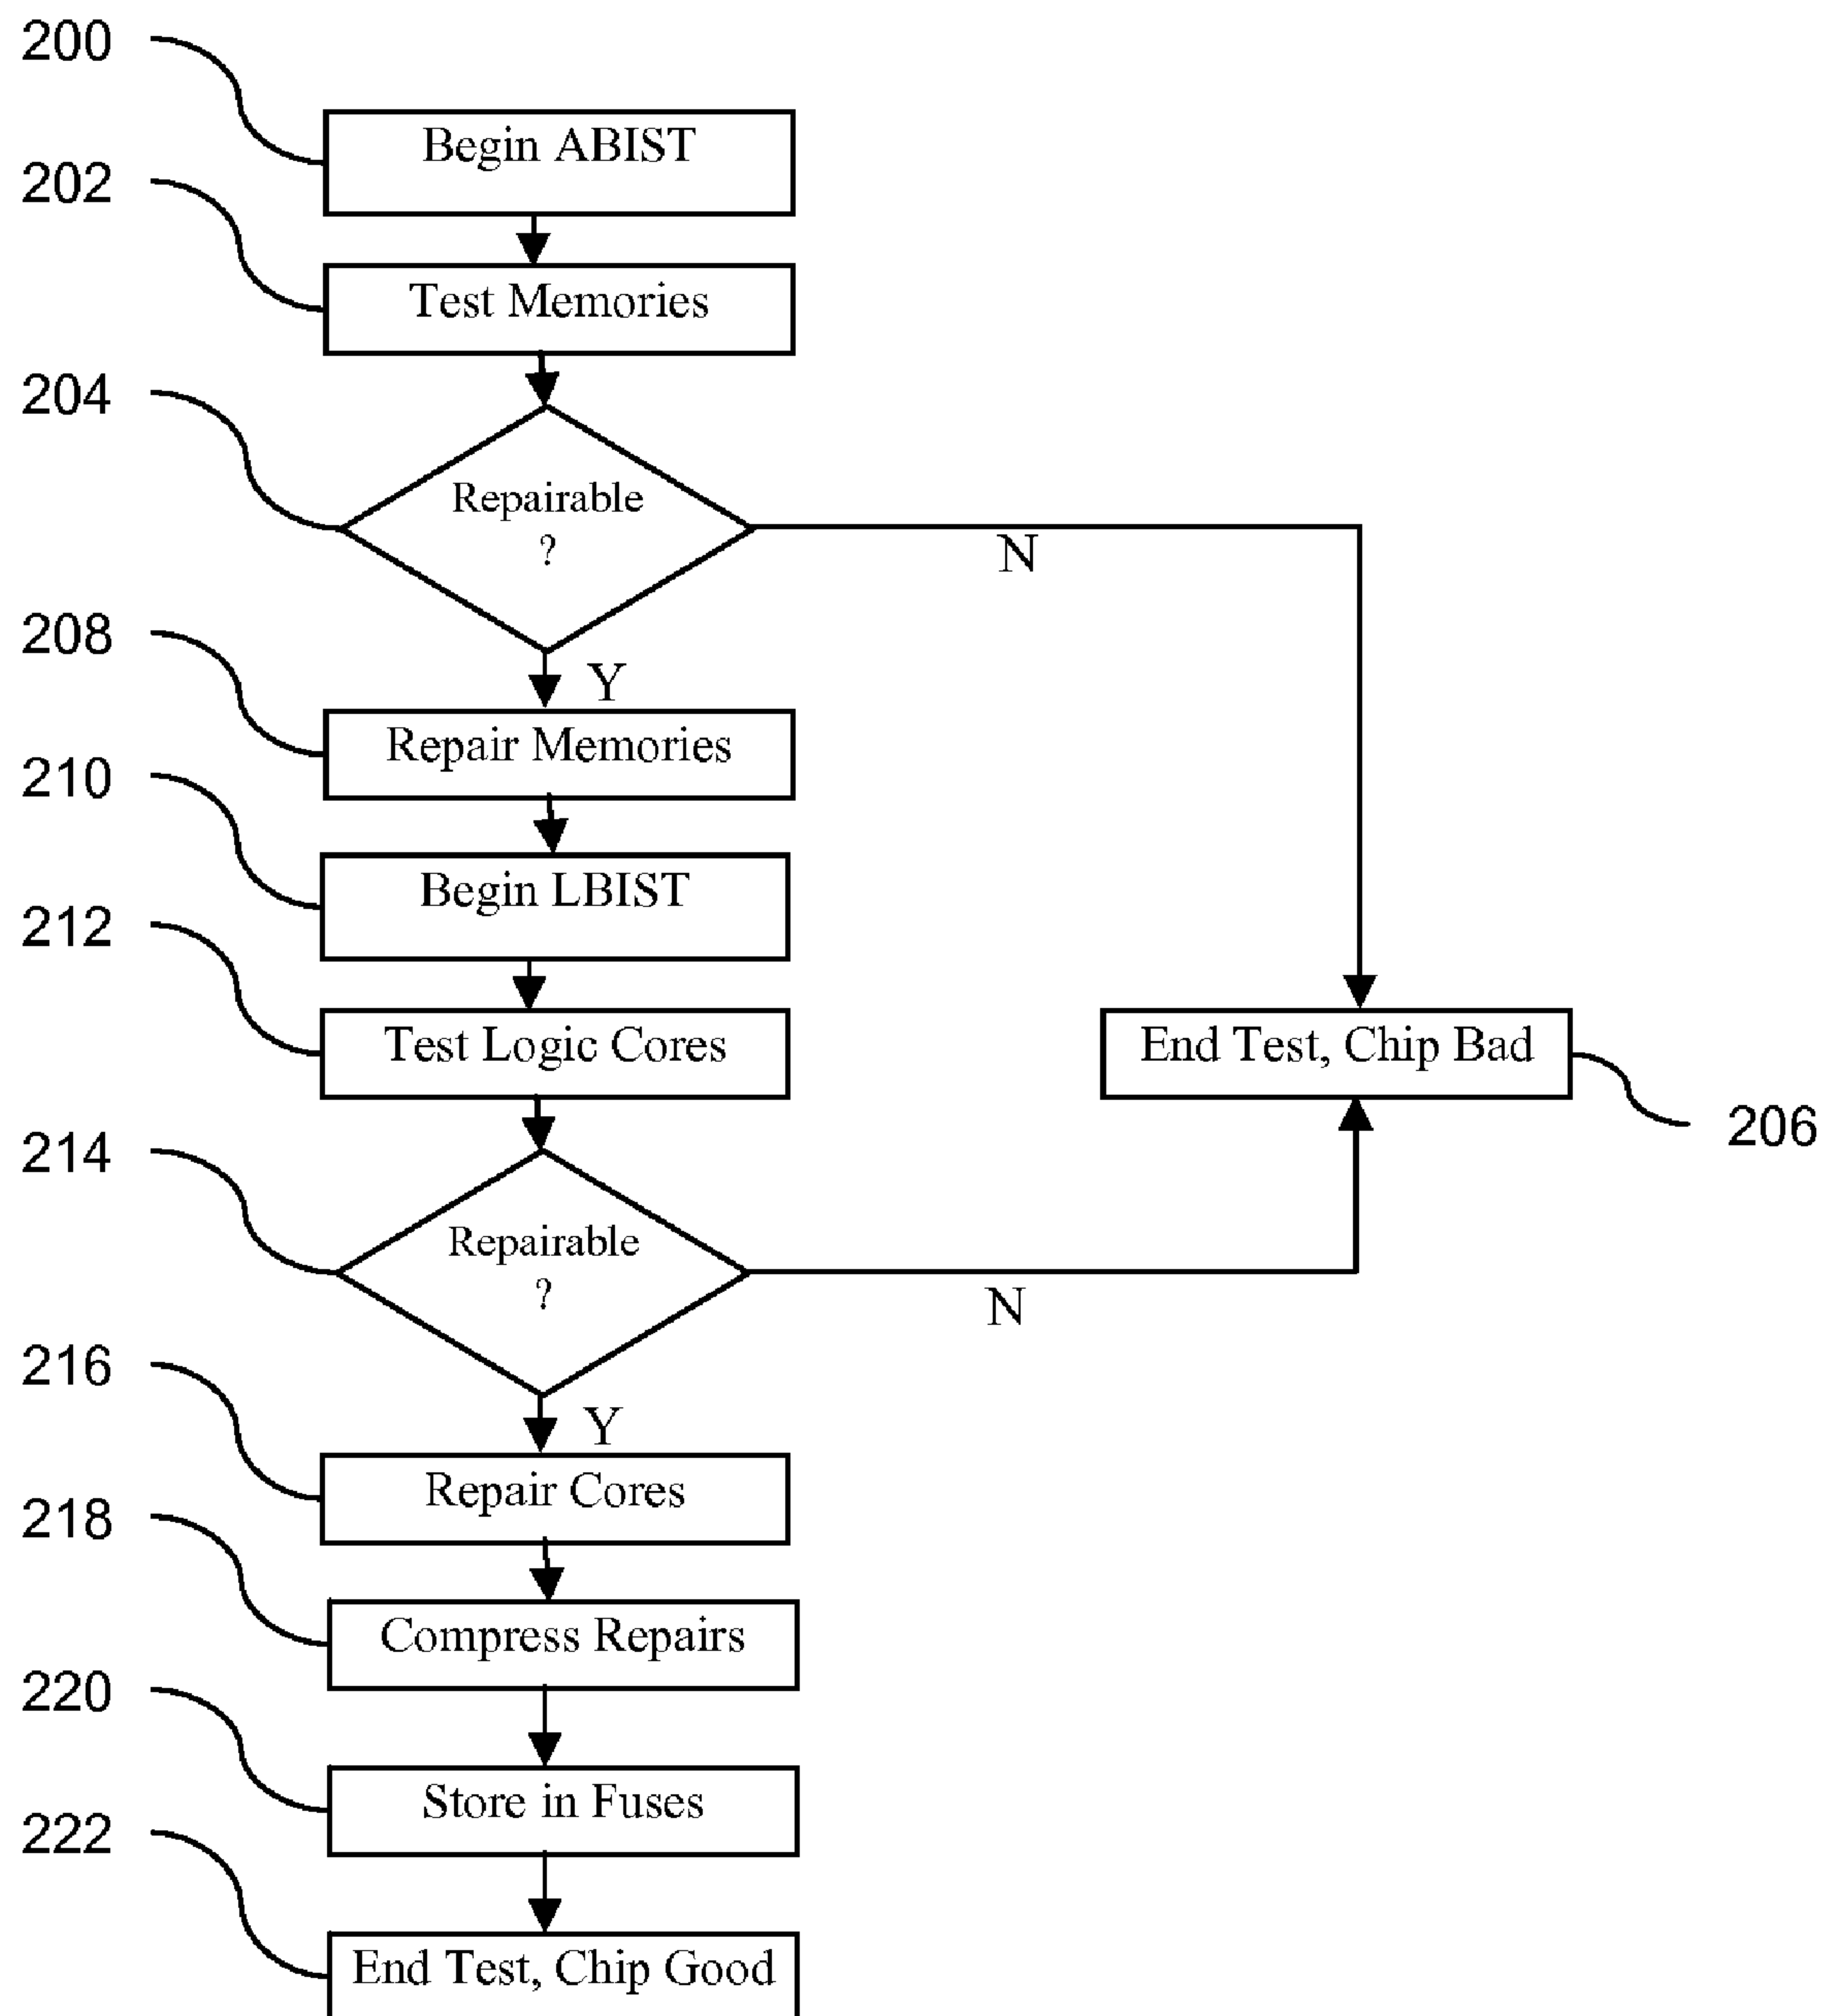 200
Begin ABIST
202
Test Memories
204
Repairable
?
N
208
Y
Repair Memories
210
Begin LBIST
212
Test Logic Cores
End Test, Chip Bad
206
214
Repairable
?
N
216
Y
Repair Cores
218
Compress Repairs
220
Store in Fuses
222
End Test, Chip Good